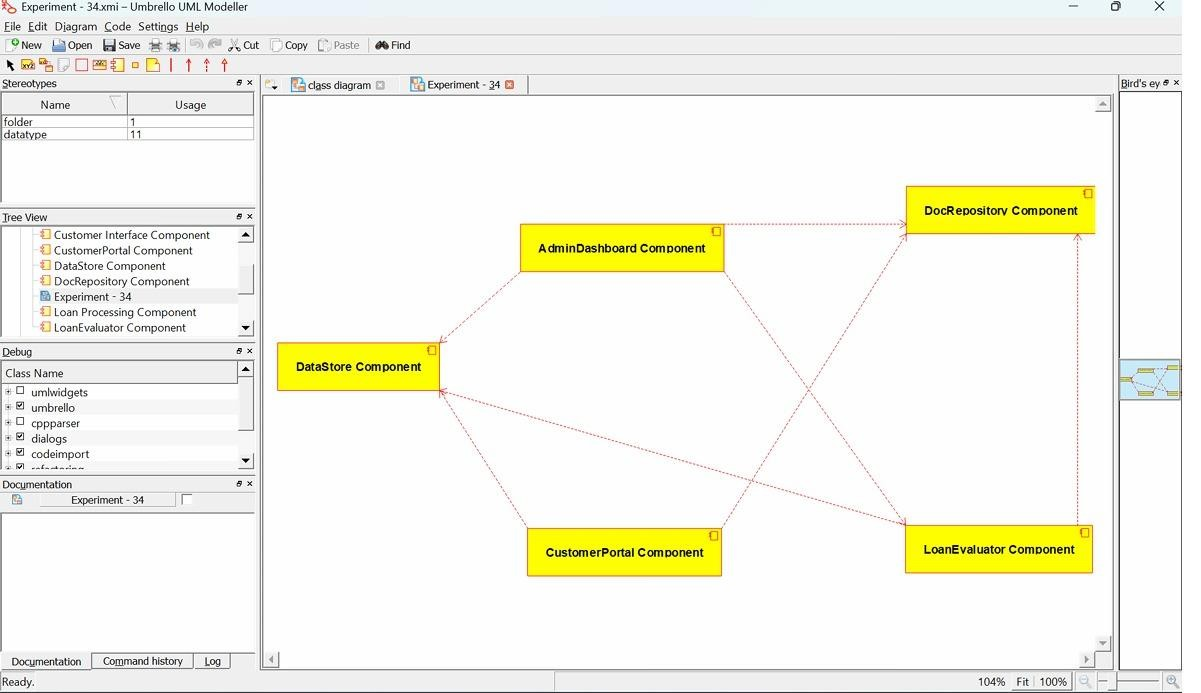 Experiment - 34.xmi – Umbrello UML Modeller
File Edit Diagram Code Settings Help
New Open Save Cut Copy Paste Find
Stereotypes
Name Usage
folder 1
datatype 11
Tree View
Customer Interface Component
CustomerPortal Component
DataStore Component
DocRepository Component
Experiment - 34
Loan Processing Component
LoanEvaluator Component
Debug
Class Name
umlwidgets
umbrello
cppparser
dialogs
codeimport
refactoring
Documentation
Experiment - 34
Documentation Command history Log
Ready.
class diagram Experiment - 34
DocRepository Component
AdminDashboard Component
DataStore Component
CustomerPortal Component
LoanEvaluator Component
Bird's ey
104% Fit 100%